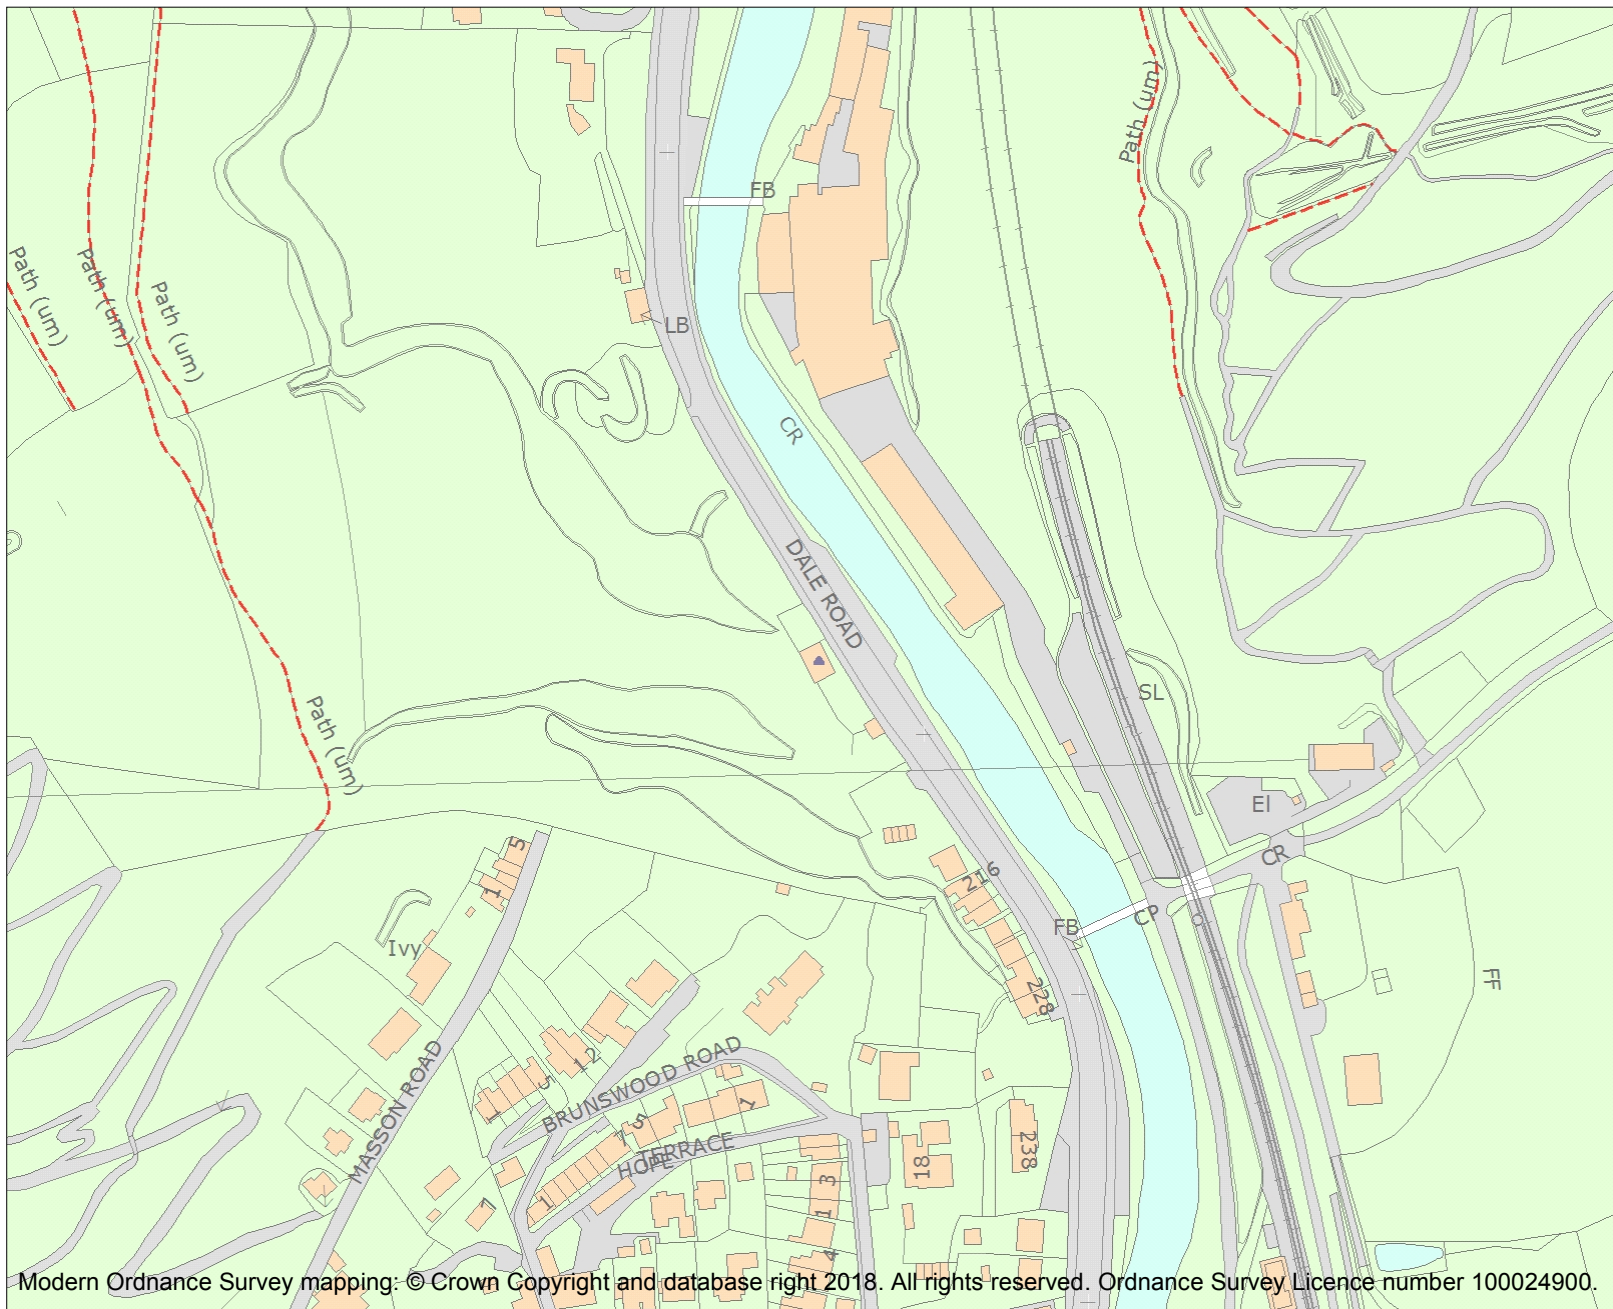 Path (um)
FB
Path (um)
Path (um)
Path (um)
LB
CR
DALE ROAD
SL
Path (um)
El
5
1
216
CR
CP
FB
Ivy
FF
228
MASSON ROAD
12
5
1
BRUNSWOOD ROAD
1
5
7
HOPE TERRACE
238
18
3
1
1
7
4
Modern Ordnance Survey mapping: © Crown Copyright and database right 2018. All rights reserved. Ordnance Survey Licence number 100024900.